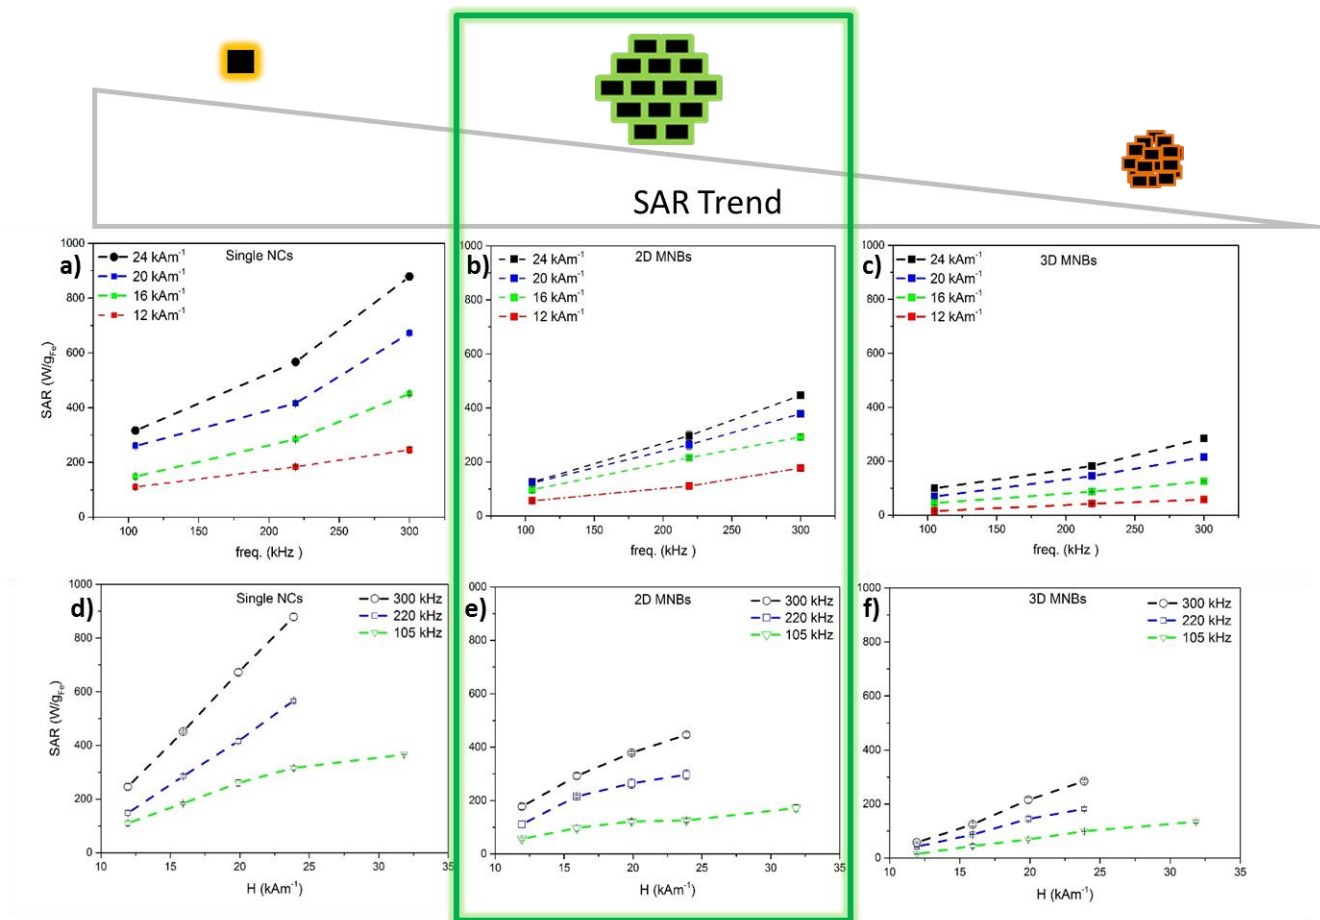 SAR Trend
a)
Single NCs
24 kAm⁻¹
20 kAm⁻¹
16 kAm⁻¹
12 kAm⁻¹
1000
800
600
400
200
0
SAR (W/g_Fe)
100 150 200 250 300
freq. (kHz )
b)
2D MNBs
24 kAm⁻¹
20 kAm⁻¹
16 kAm⁻¹
12 kAm⁻¹
1000
800
600
400
200
0
100 150 200 250 300
freq. (kHz )
c)
3D MNBs
24 kAm⁻¹
20 kAm⁻¹
16 kAm⁻¹
12 kAm⁻¹
1000
800
600
400
200
0
100 150 200 250 300
freq. (kHz )
d)
Single NCs
300 kHz
220 kHz
105 kHz
1000
800
600
400
200
0
SAR (W/g_Fe)
10 15 20 25 30 35
H (kAm⁻¹)
e)
2D MNBs
300 kHz
220 kHz
105 kHz
000
800
600
400
200
0
10 15 20 25 30 35
H (kAm⁻¹)
f)
3D MNBs
300 kHz
220 kHz
105 kHz
1000
800
600
400
200
0
10 15 20 25 30 35
H (kAm⁻¹)